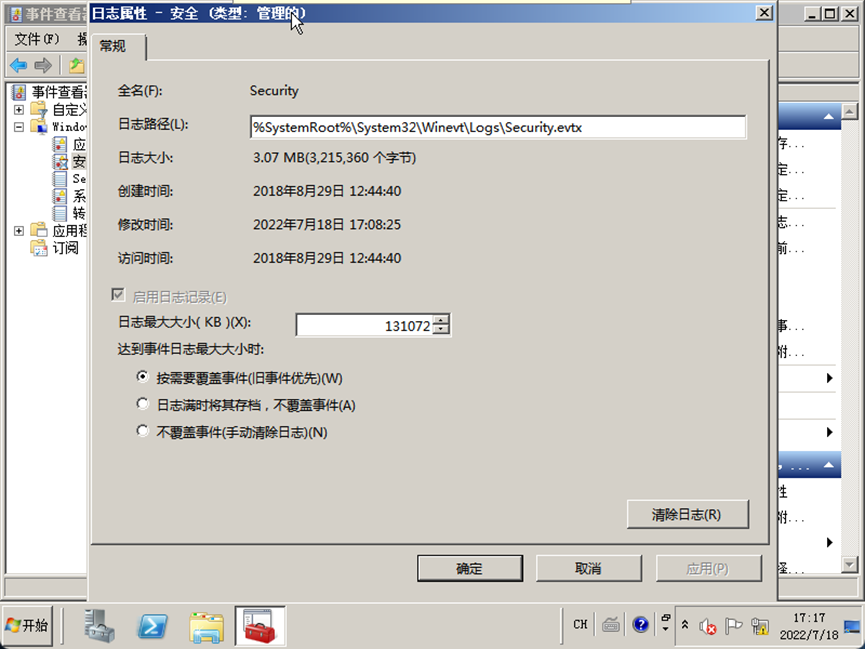 事件查看
日志属性 - 安全 (类型: 管理的)
文件(F)
常规
事件查看
自定义
Windo
应
安
Se
系
转
应用程
订阅
全名(F):
Security
日志路径(L):
%SystemRoot%\System32\Winevt\Logs\Security.evtx
日志大小:
3.07 MB(3,215,360 个字节)
创建时间:
2018年8月29日 12:44:40
修改时间:
2022年7月18日 17:08:25
访问时间:
2018年8月29日 12:44:40
启用日志记录(E)
日志最大大小( KB )(X):
131072
达到事件日志最大大小时:
按需要覆盖事件(旧事件优先)(W)
日志满时将其存档，不覆盖事件(A)
不覆盖事件(手动清除日志)(N)
清除日志(R)
确定
取消
应用(P)
存...
定...
定...
志...
前...
事...
附...
性
附...
开始
CH
17:17
2022/7/18